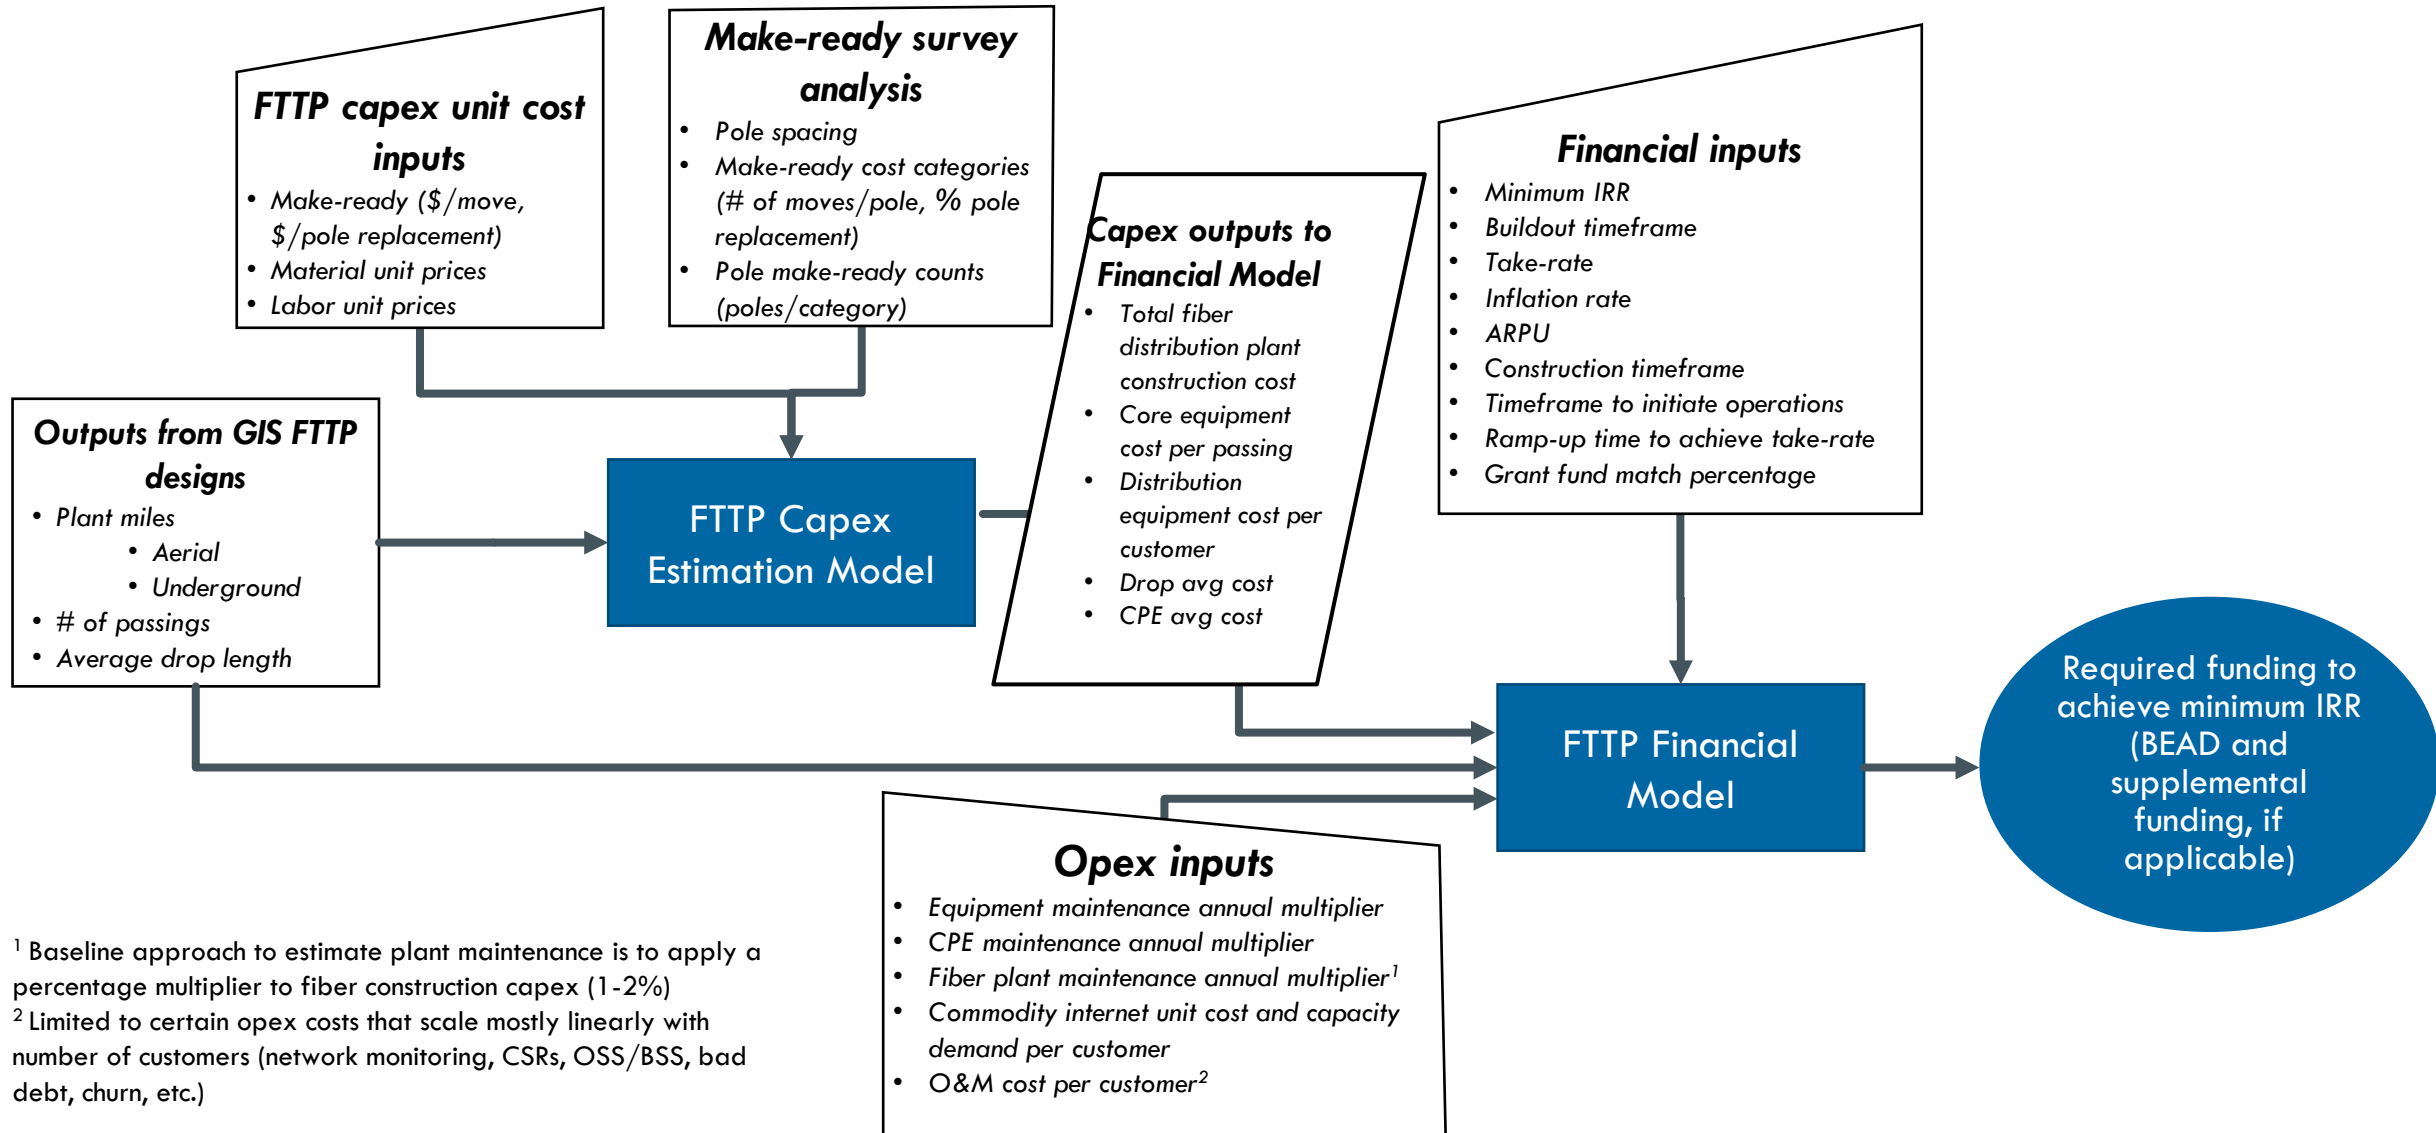 FTTP capex unit cost
inputs
• Make-ready ($/move,
$/pole replacement)
• Material unit prices
• Labor unit prices
Make-ready survey
analysis
• Pole spacing
• Make-ready cost categories
(# of moves/pole, % pole
replacement)
• Pole make-ready counts
(poles/category)
Capex outputs to
Financial Model
• Total fiber
distribution plant
construction cost
• Core equipment
cost per passing
• Distribution
equipment cost per
customer
• Drop avg cost
• CPE avg cost
Financial inputs
• Minimum IRR
• Buildout timeframe
• Take-rate
• Inflation rate
• ARPU
• Construction timeframe
• Timeframe to initiate operations
• Ramp-up time to achieve take-rate
• Grant fund match percentage
Outputs from GIS FTTP
designs
• Plant miles
• Aerial
• Underground
• # of passings
• Average drop length
FTTP Capex
Estimation Model
FTTP Financial
Model
Required funding to
achieve minimum IRR
(BEAD and
supplemental
funding, if
applicable)
Opex inputs
• Equipment maintenance annual multiplier
• CPE maintenance annual multiplier
• Fiber plant maintenance annual multiplier¹
• Commodity internet unit cost and capacity
demand per customer
• O&M cost per customer²
¹ Baseline approach to estimate plant maintenance is to apply a
percentage multiplier to fiber construction capex (1-2%)
² Limited to certain opex costs that scale mostly linearly with
number of customers (network monitoring, CSRs, OSS/BSS, bad
debt, churn, etc.)